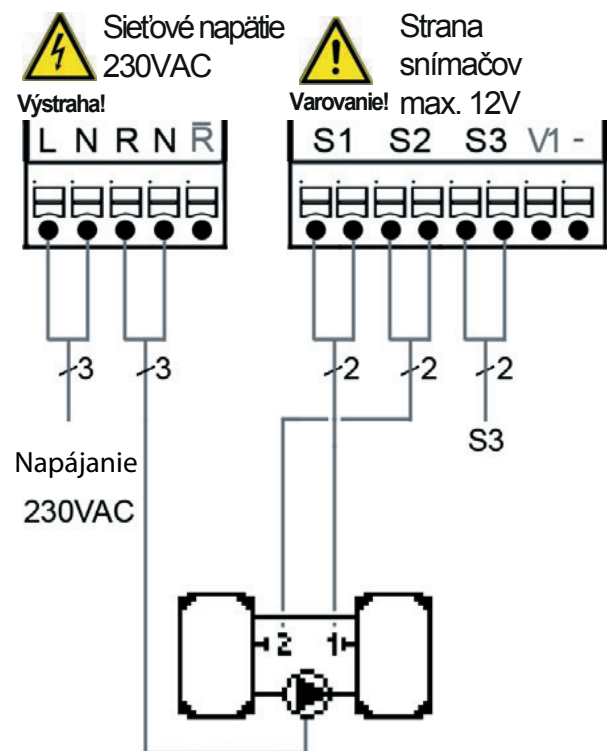 Sieťové napätie
230VAC
Výstraha!
Strana
snímačov
max. 12V
Varovanie!
L N R N R̅
S1 S2 S3 V1 -
3 3 2 2 2
S3
Napájanie
230VAC
2 1